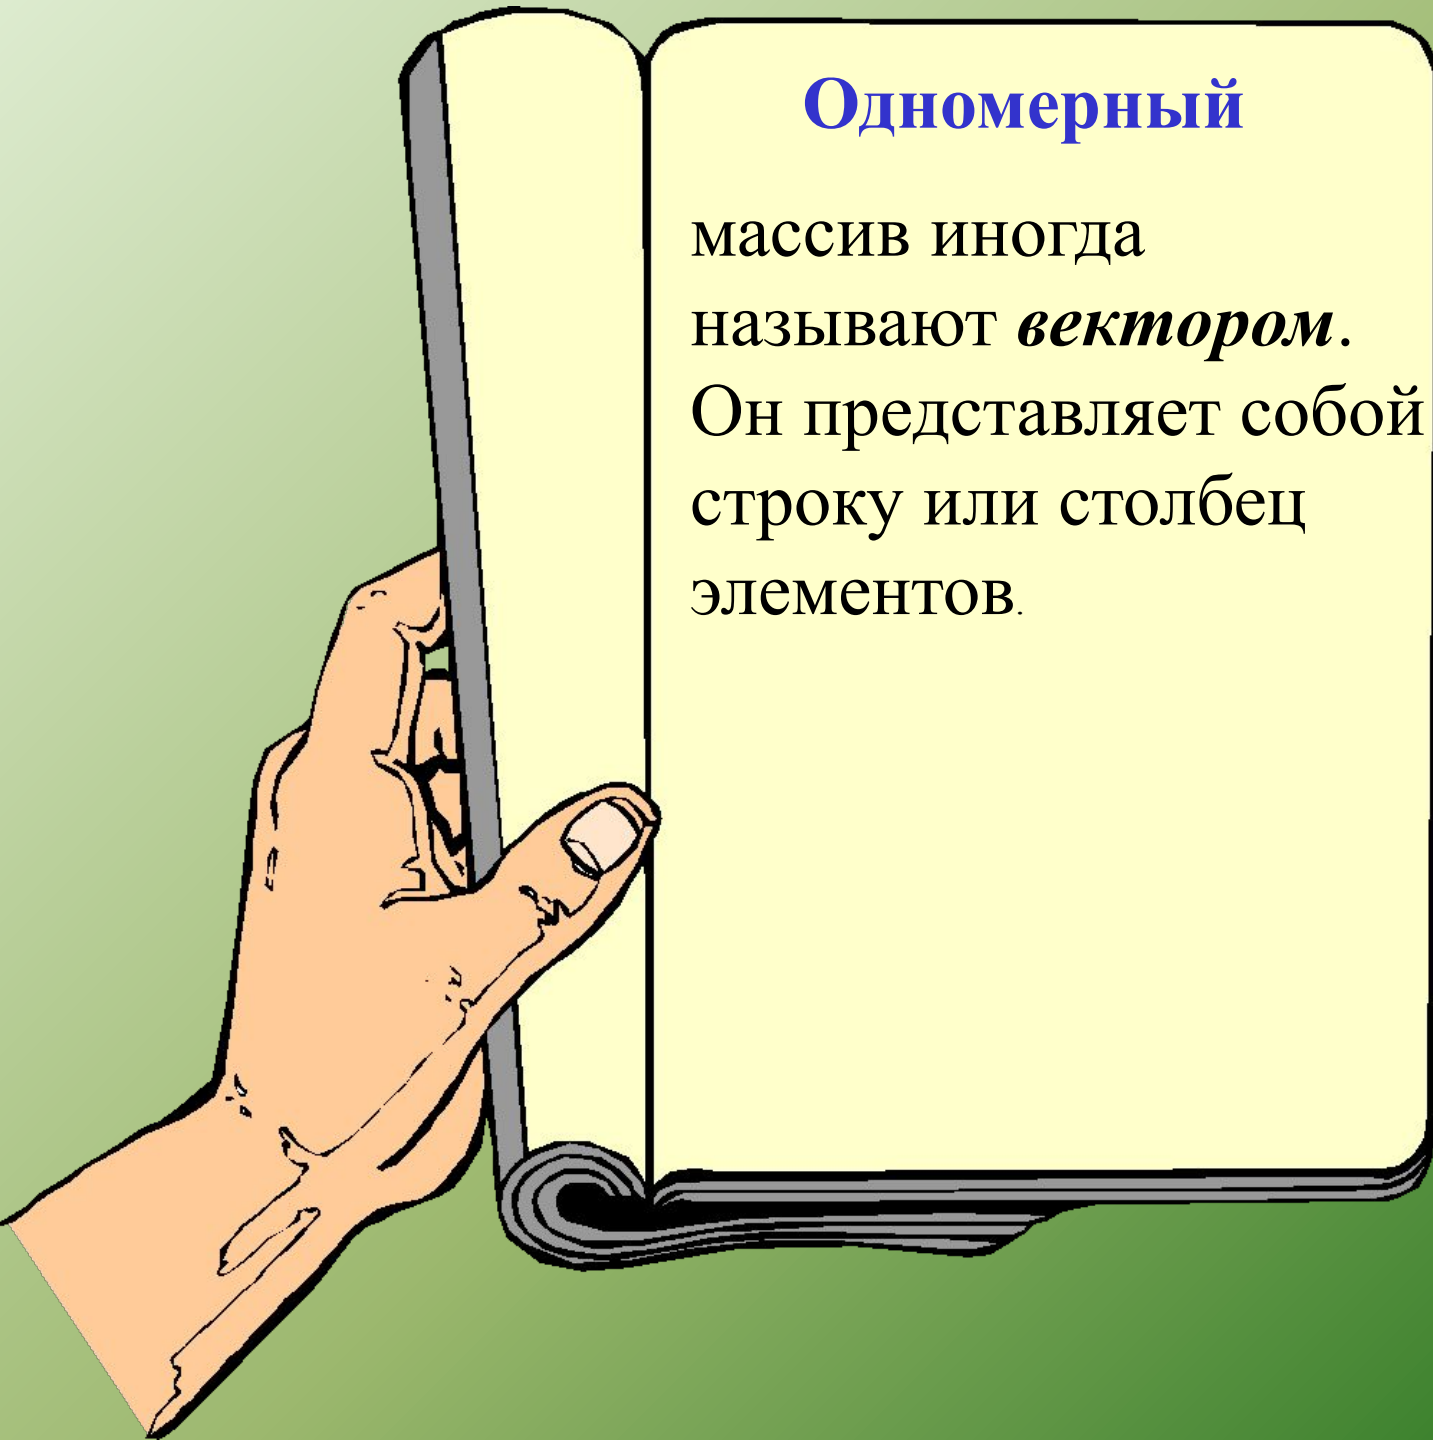 Одномерный
массив иногда
называют вектором.
Он представляет собой
строку или столбец
элементов.